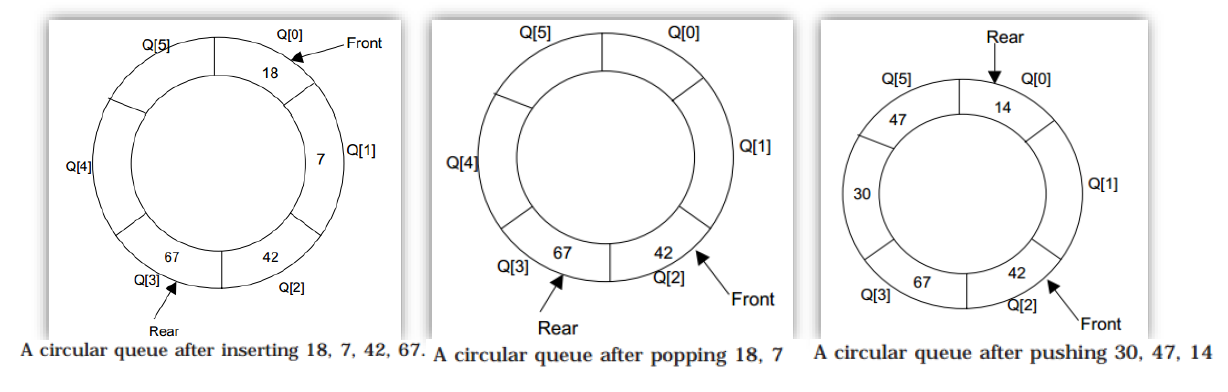 Q[5]
Q[0]
Front
18
Q[4]
7
Q[1]
67
42
Q[3]
Q[2]
Rear
A circular queue after inserting 18, 7, 42, 67.
Q[5]
Q[0]
Q[4]
Q[1]
67
42
Q[3]
Q[2]
Front
Rear
A circular queue after popping 18, 7
Rear
Q[5]
Q[0]
14
47
30
Q[1]
67
42
Q[3]
Q[2]
Front
A circular queue after pushing 30, 47, 14